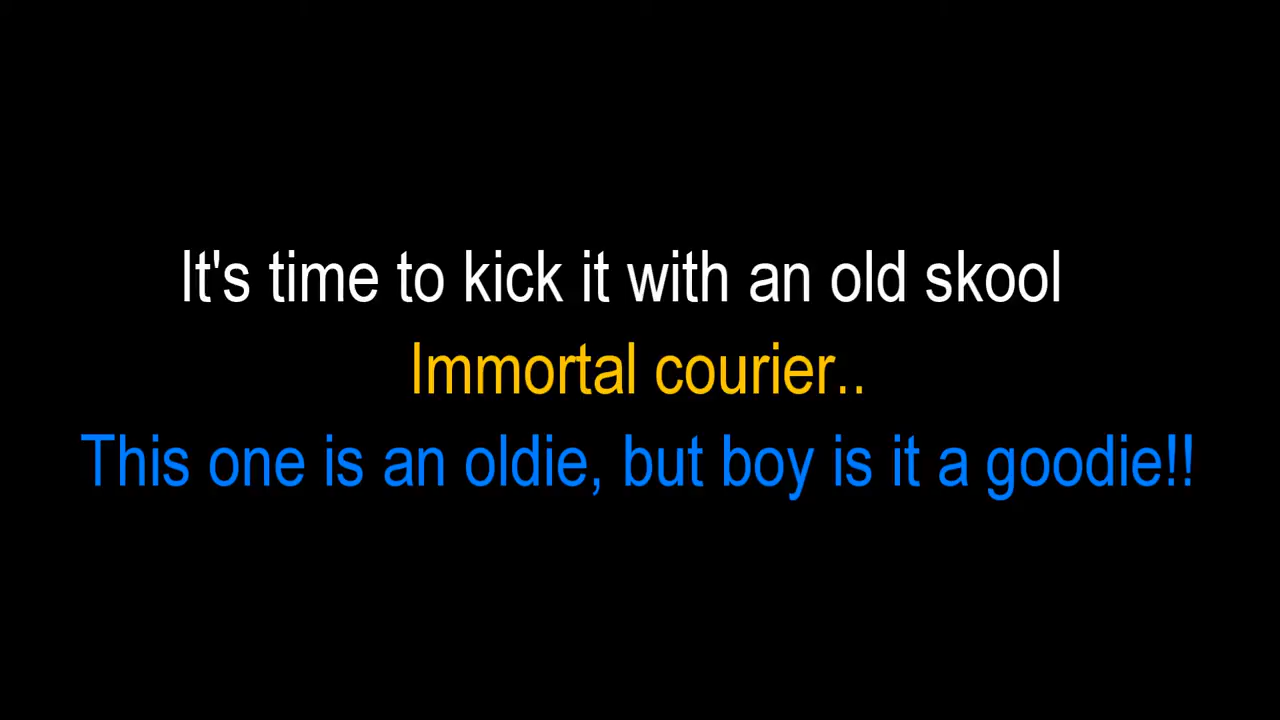 It's time to kick it with an old skool
Immortal courier..
This one is an oldie, but boy is it a goodie!!